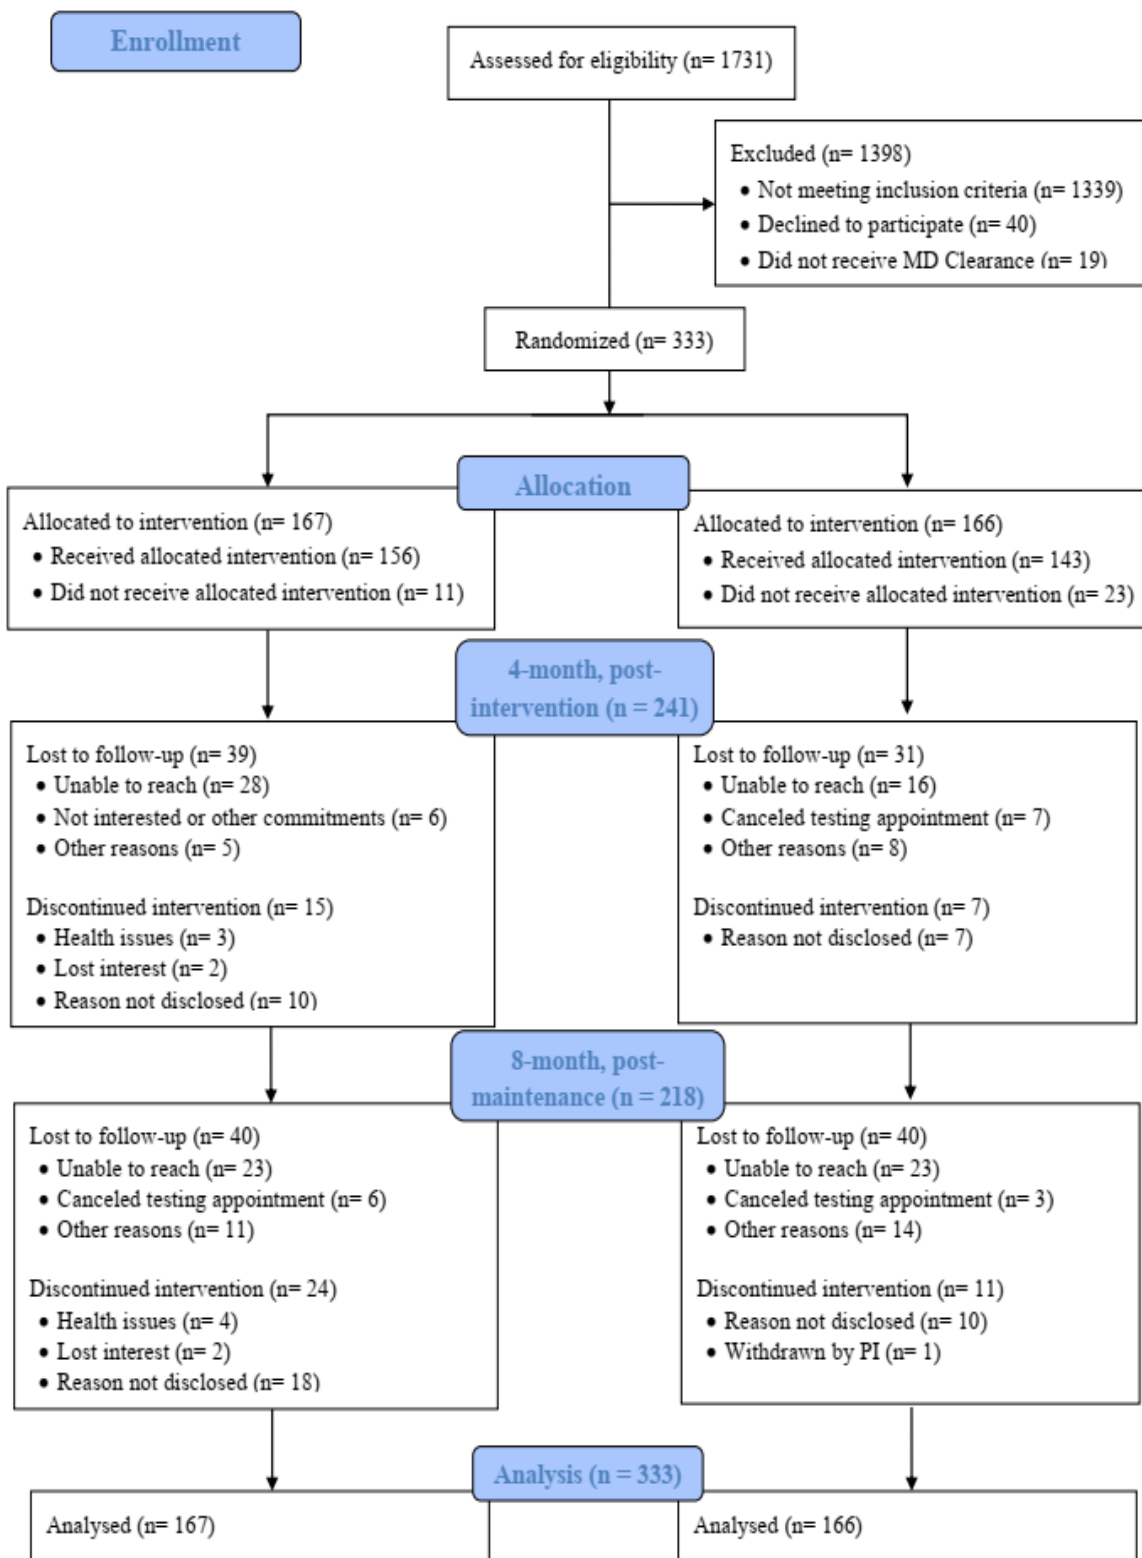 Enrollment
Assessed for eligibility (n= 1731)
Excluded (n= 1398)
• Not meeting inclusion criteria (n= 1339)
• Declined to participate (n= 40)
• Did not receive MD Clearance (n= 19)
Randomized (n= 333)
Allocation
Allocated to intervention (n= 167)
• Received allocated intervention (n= 156)
• Did not receive allocated intervention (n= 11)
Allocated to intervention (n= 166)
• Received allocated intervention (n= 143)
• Did not receive allocated intervention (n= 23)
4-month, post-
intervention (n = 241)
Lost to follow-up (n= 39)
• Unable to reach (n= 28)
• Not interested or other commitments (n= 6)
• Other reasons (n= 5)
Discontinued intervention (n= 15)
• Health issues (n= 3)
• Lost interest (n= 2)
• Reason not disclosed (n= 10)
Lost to follow-up (n= 31)
• Unable to reach (n= 16)
• Canceled testing appointment (n= 7)
• Other reasons (n= 8)
Discontinued intervention (n= 7)
• Reason not disclosed (n= 7)
8-month, post-
maintenance (n = 218)
Lost to follow-up (n= 40)
• Unable to reach (n= 23)
• Canceled testing appointment (n= 6)
• Other reasons (n= 11)
Discontinued intervention (n= 24)
• Health issues (n= 4)
• Lost interest (n= 2)
• Reason not disclosed (n= 18)
Lost to follow-up (n= 40)
• Unable to reach (n= 23)
• Canceled testing appointment (n= 3)
• Other reasons (n= 14)
Discontinued intervention (n= 11)
• Reason not disclosed (n= 10)
• Withdrawn by PI (n= 1)
Analysis (n = 333)
Analysed (n= 167)
Analysed (n= 166)